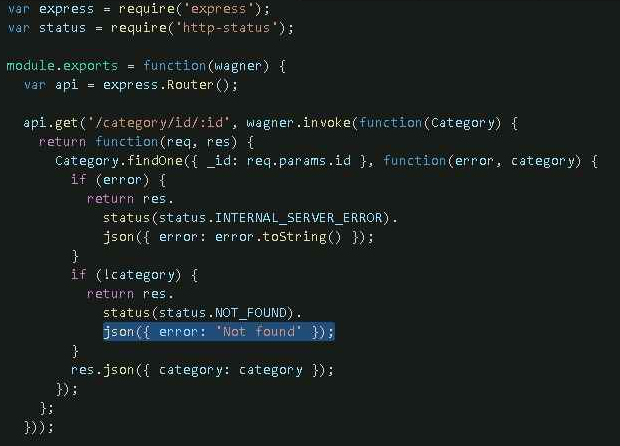 var express = require('express');
var status = require('http-status');
module.exports = function(wagner) {
var api = express.Router();
api.get('/category/id/:id', wagner.invoke(function(Category) {
return function(req, res) {
Category.findOne({ _id: req.params.id }, function(error, category) {
if (error) {
return res.
status(status.INTERNAL_SERVER_ERROR).
json({ error: error.toString() });
}
if (!category) {
return res.
status(status.NOT_FOUND).
json({ error: 'Not found' });
}
res.json({ category: category });
});
};
}));